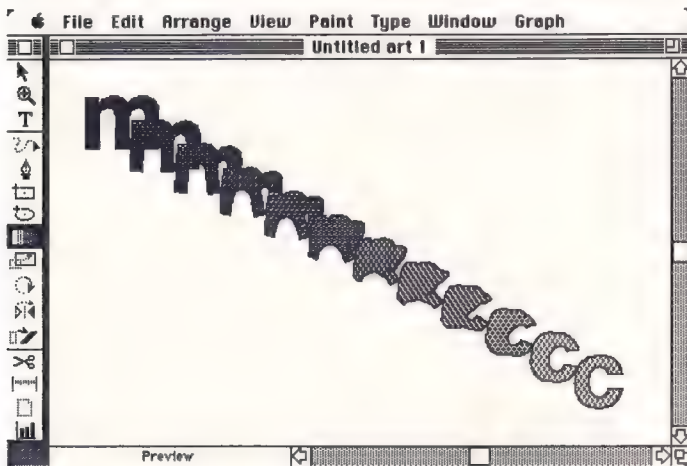 File Edit Arrange View Paint Type Window Graph
Untitled art 1
T
m
c c c
Preview